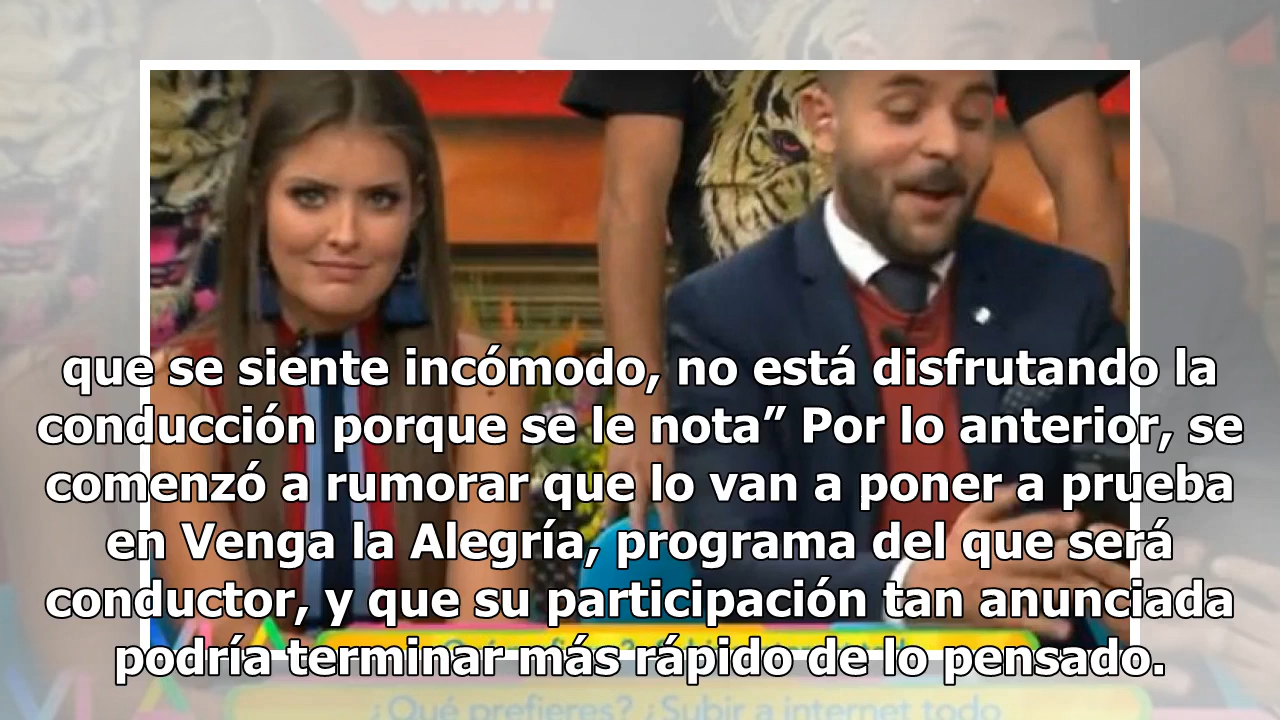 que se siente incómodo, no está disfrutando la
conducción porque se le nota” Por lo anterior, se
comenzó a rumorar que lo van a poner a prueba
en Venga la Alegría, programa del que será
conductor, y que su participación tan anunciada
podría terminar más rápido de lo pensado.
¿Qué prefieres? ¿Subir a internet todo